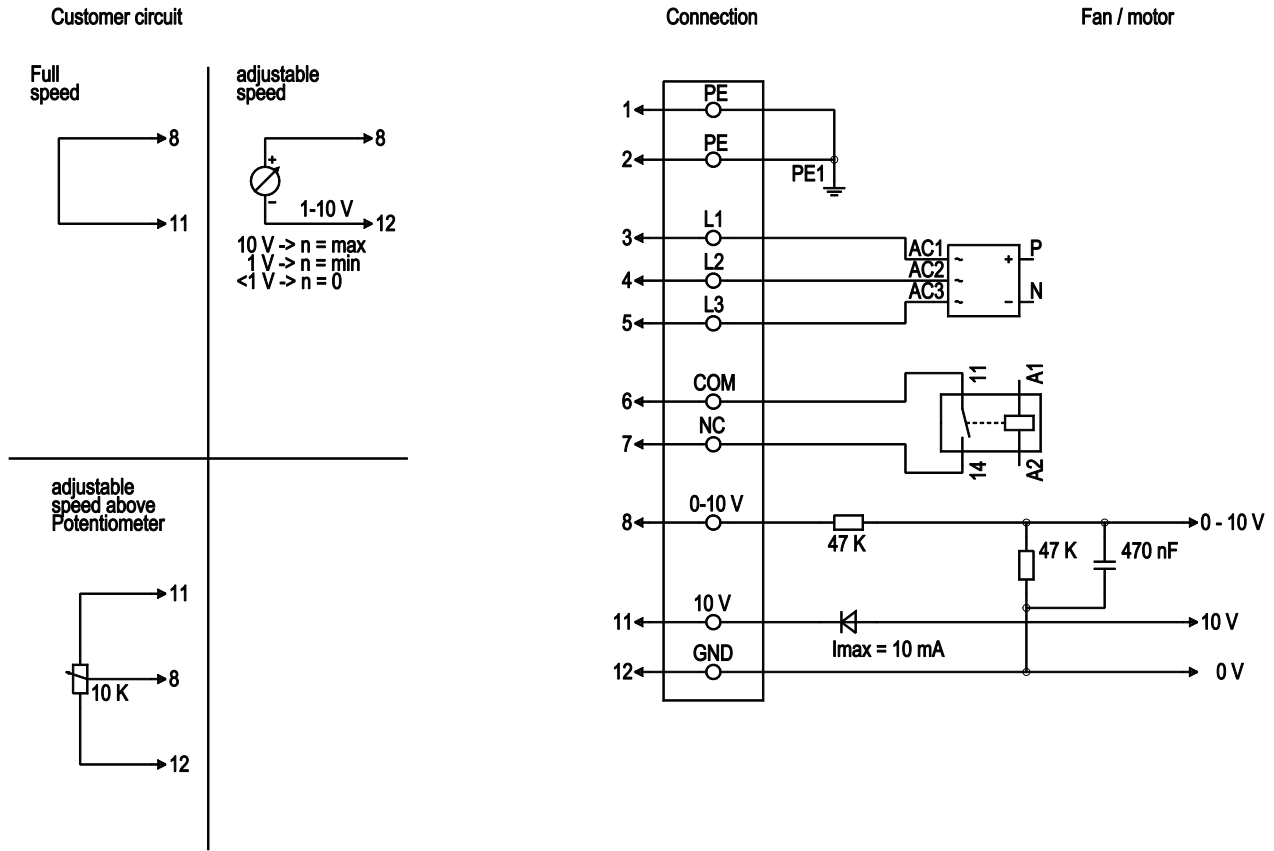 Customer circuit
Connection
Fan / motor
Full
speed
8
11
adjustable
speed
8
+
−
1-10 V
12
10 V -> n = max
1 V -> n = min
<1 V -> n = 0
adjustable
speed above
Potentiometer
11
8
10 K
12
1
PE
2
PE
PE1
3
L1
AC1
~
+
P
4
L2
AC2
~
AC3
~
−
N
5
L3
6
COM
11
A1
7
NC
14
A2
8
0-10 V
47 K
47 K
470 nF
0 - 10 V
11
10 V
Imax = 10 mA
10 V
12
GND
0 V